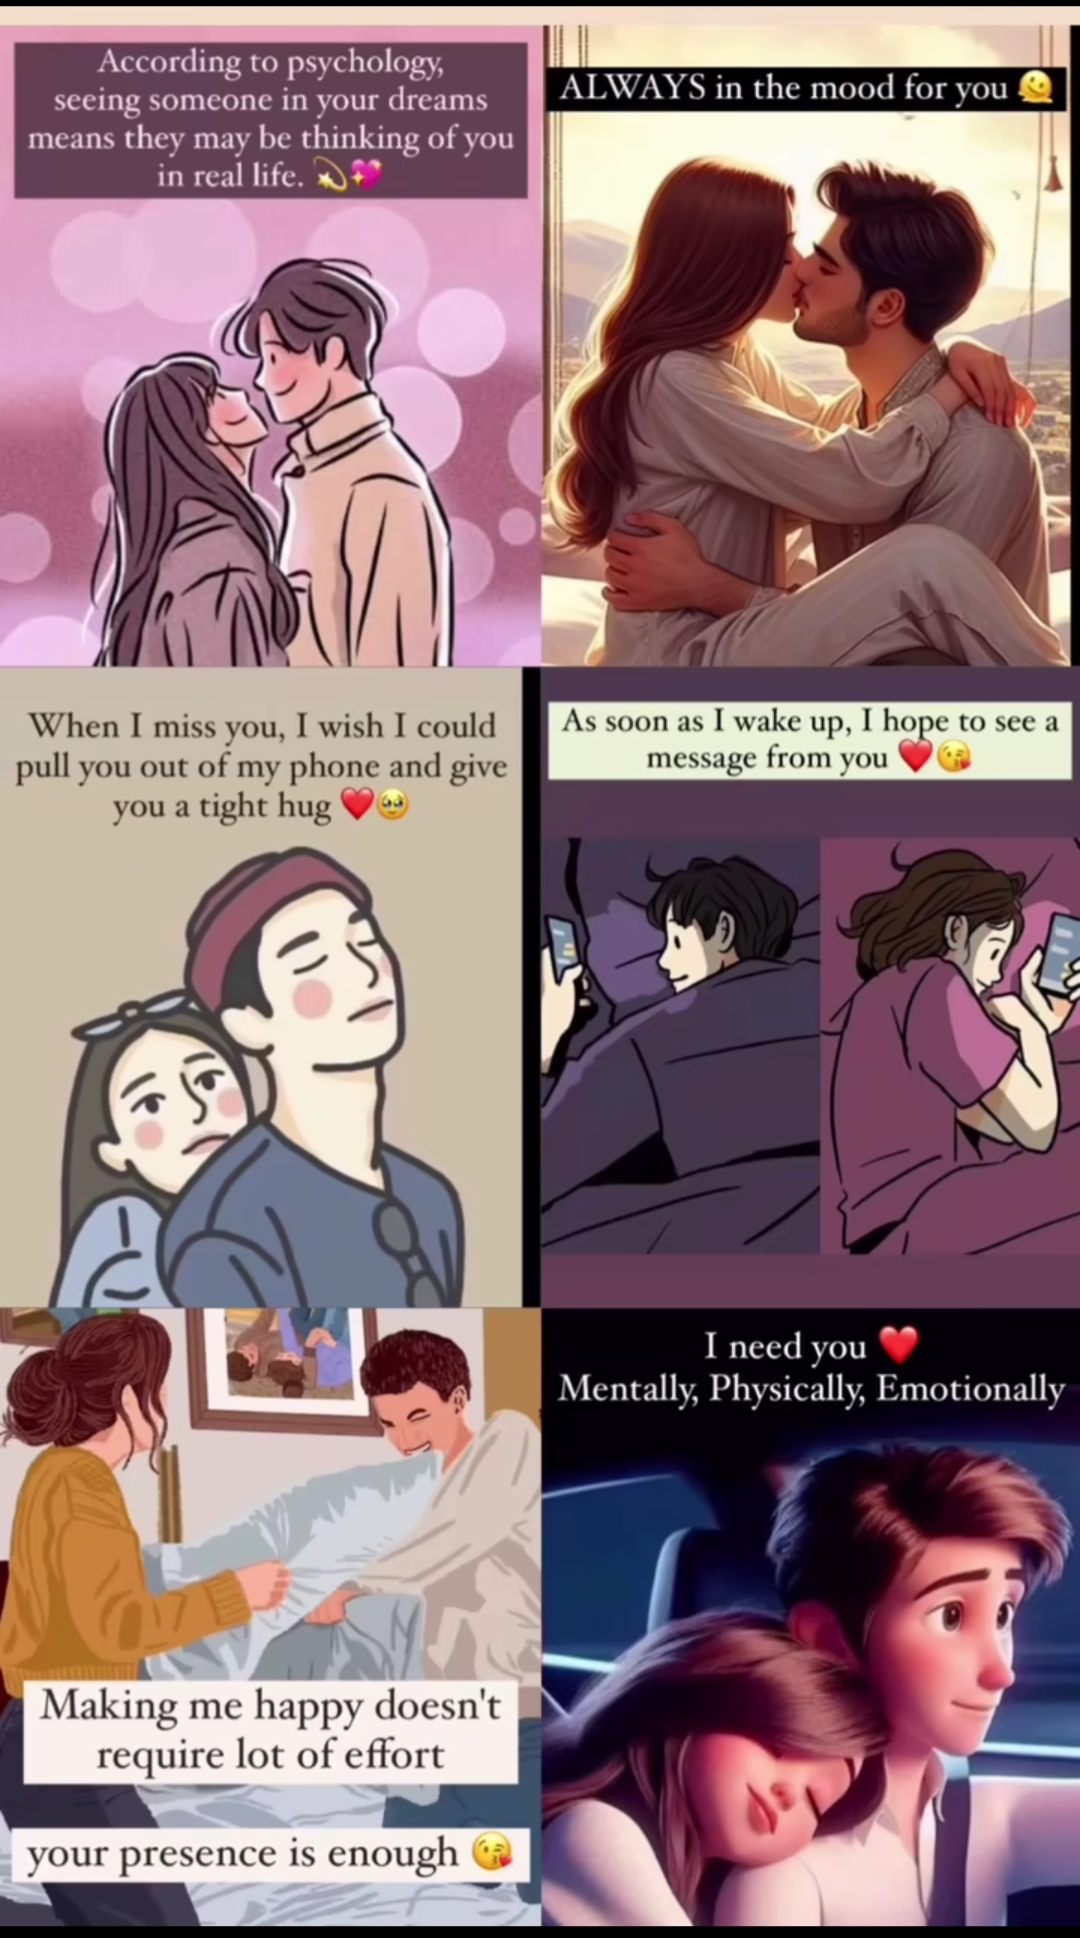 According to psychology,
seeing someone in your dreams
means they may be thinking of you
in real life. 💫💖
ALWAYS in the mood for you 🫠
When I miss you, I wish I could
pull you out of my phone and give
you a tight hug ❤️🥹
As soon as I wake up, I hope to see a
message from you ❤️😘
Making me happy doesn't
require lot of effort
your presence is enough 😘
I need you ❤️
Mentally, Physically, Emotionally